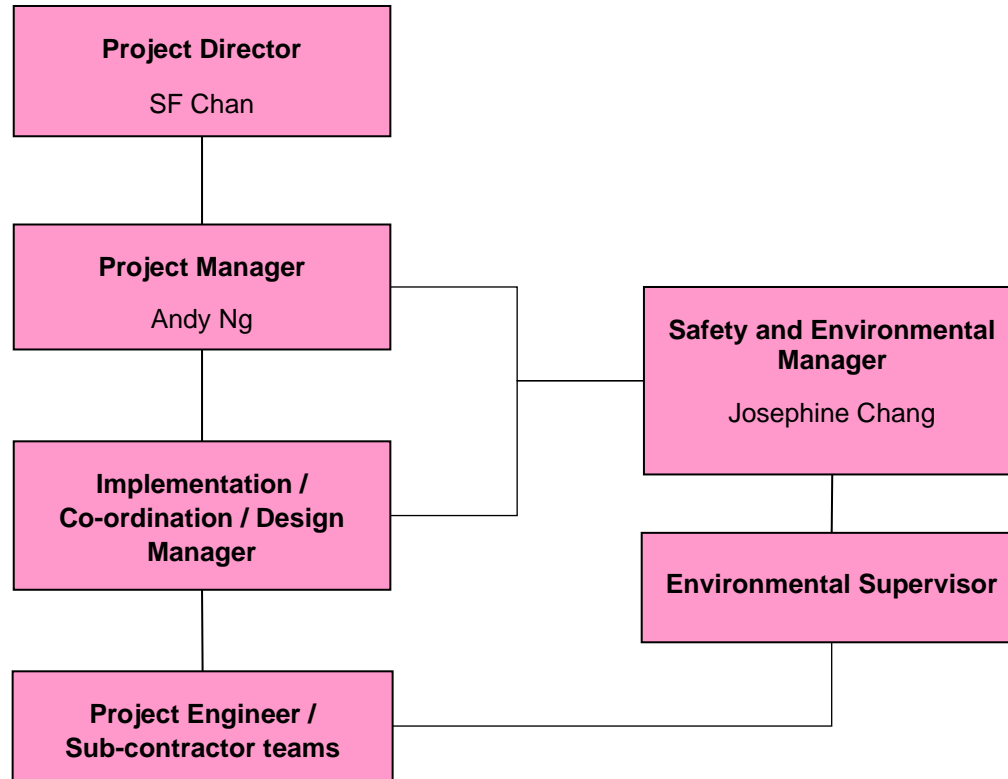 Project Director
SF Chan
Project Manager
Andy Ng
Safety and Environmental
Manager
Josephine Chang
Implementation /
Co-ordination / Design
Manager
Environmental Supervisor
Project Engineer /
Sub-contractor teams